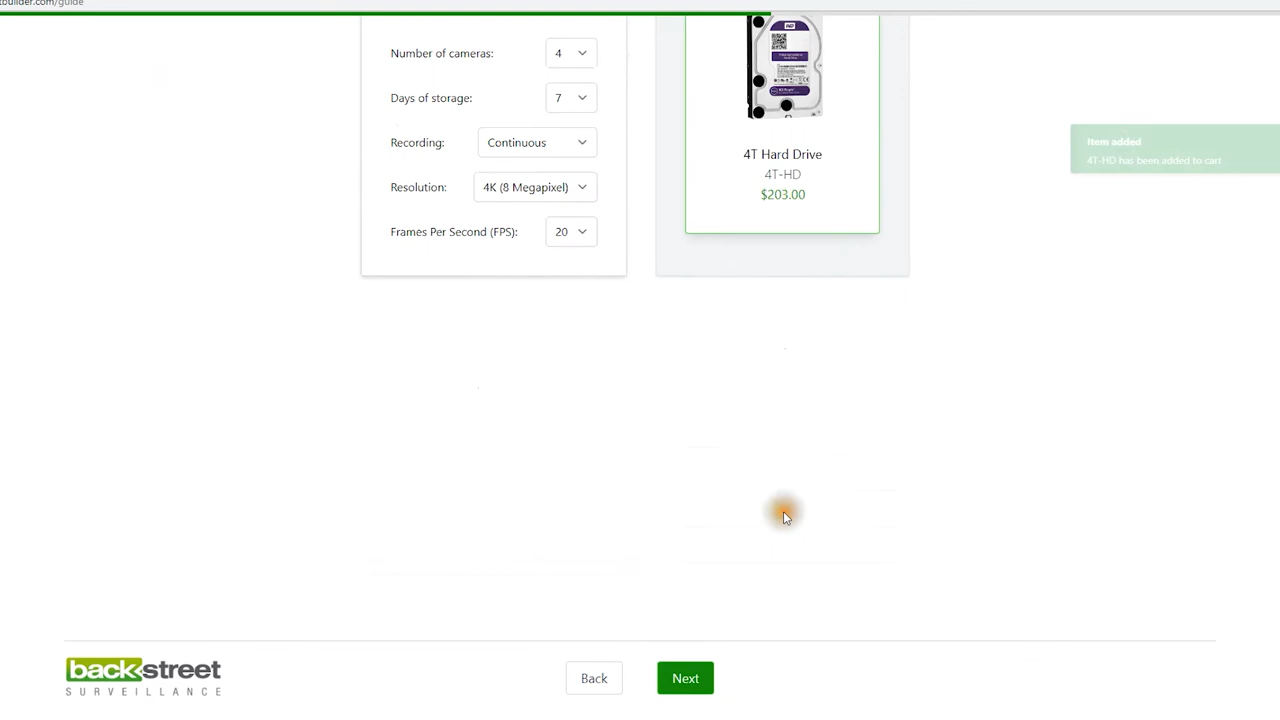 tbuilder.com/guide
Number of cameras: 4
Days of storage: 7
Recording: Continuous
Resolution: 4K (8 Megapixel)
Frames Per Second (FPS): 20
4T Hard Drive
4T-HD
$203.00
Item added
4T-HD has been added to cart
backstreet
SURVEILLANCE
Back
Next